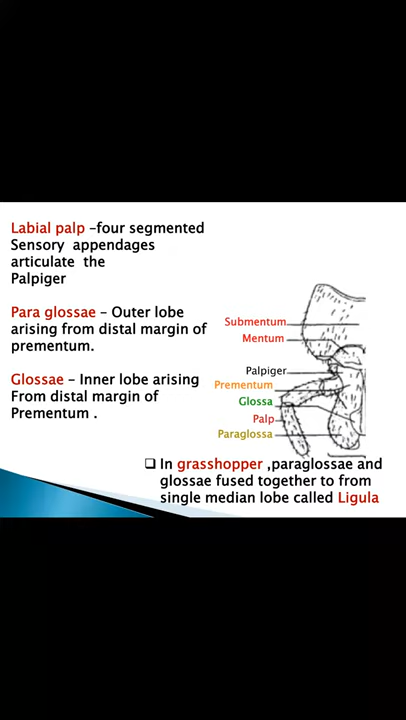 Labial palp –four segmented
Sensory appendages
articulate the
Palpiger
Para glossae – Outer lobe
arising from distal margin of
prementum.
Glossae – Inner lobe arising
From distal margin of
Prementum .
Submentum
Mentum
Palpiger
Prementum
Glossa
Palp
Paraglossa
❑ In grasshopper ,paraglossae and
glossae fused together to from
single median lobe called Ligula